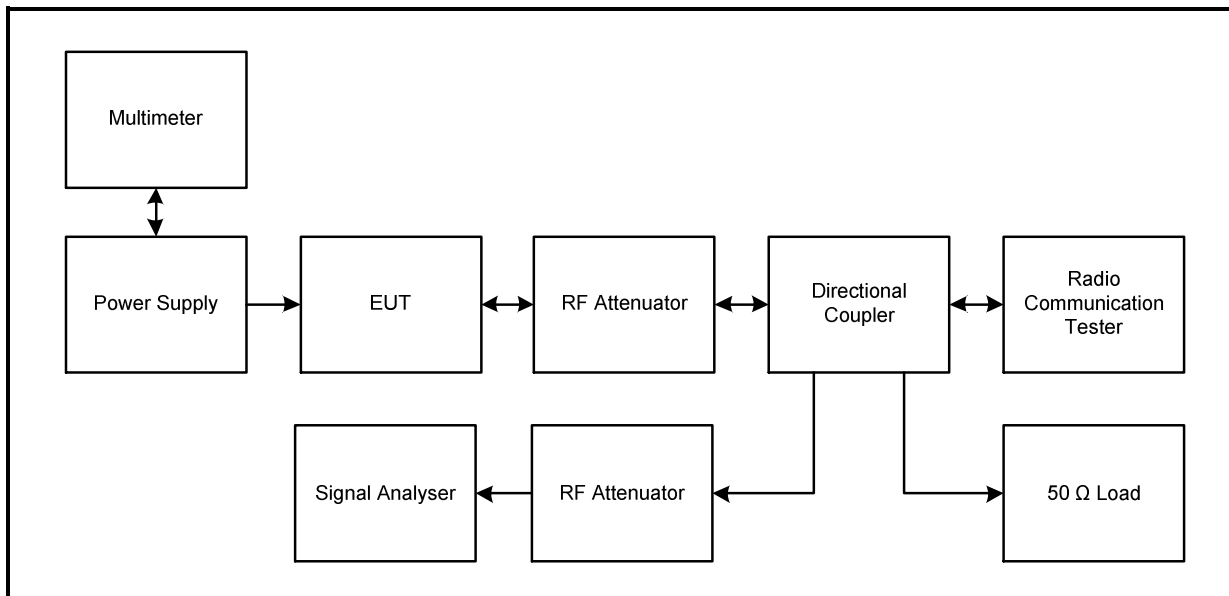 Multimeter
Power Supply
EUT
RF Attenuator
Directional
Coupler
Radio
Communication
Tester
Signal Analyser
RF Attenuator
50 Ω Load